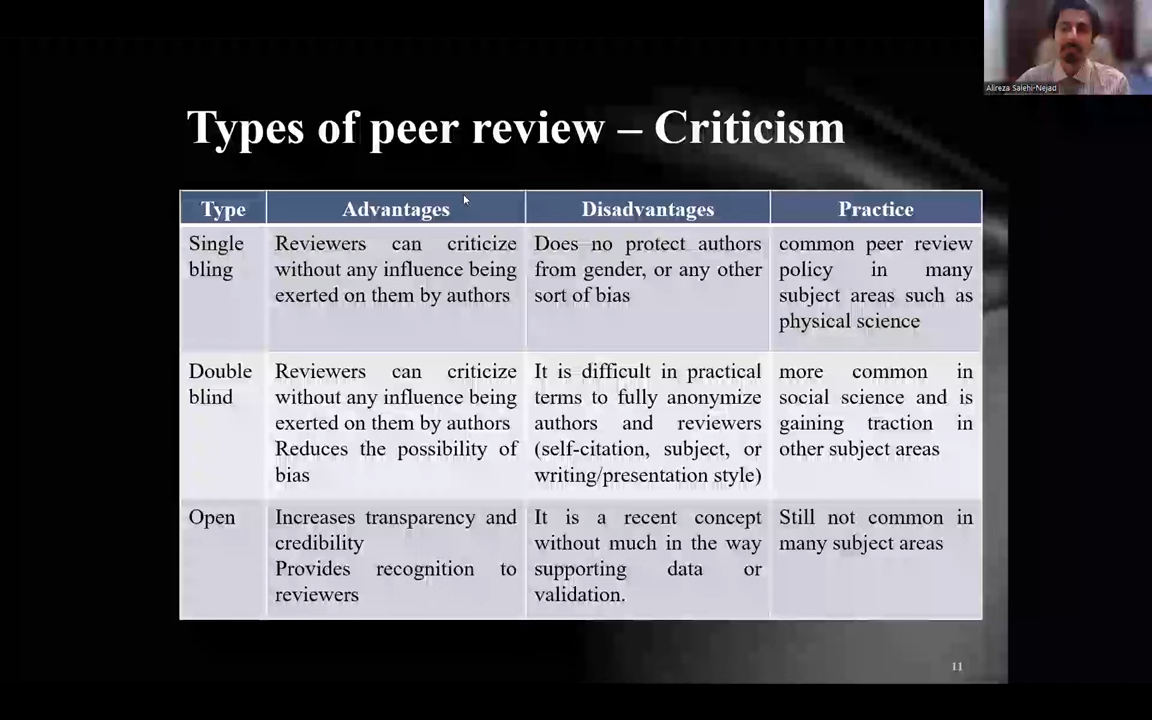 Alireza Salehi-Nejad
Types of peer review – Criticism
Type
Advantages
Disadvantages
Practice
Single
bling
Reviewers can criticize
without any influence being
exerted on them by authors
Does no protect authors
from gender, or any other
sort of bias
common peer review
policy in many
subject areas such as
physical science
Double
blind
Reviewers can criticize
without any influence being
exerted on them by authors
Reduces the possibility of
bias
It is difficult in practical
terms to fully anonymize
authors and reviewers
(self-citation, subject, or
writing/presentation style)
more common in
social science and is
gaining traction in
other subject areas
Open
Increases transparency and
credibility
Provides recognition to
reviewers
It is a recent concept
without much in the way
supporting data or
validation.
Still not common in
many subject areas
11